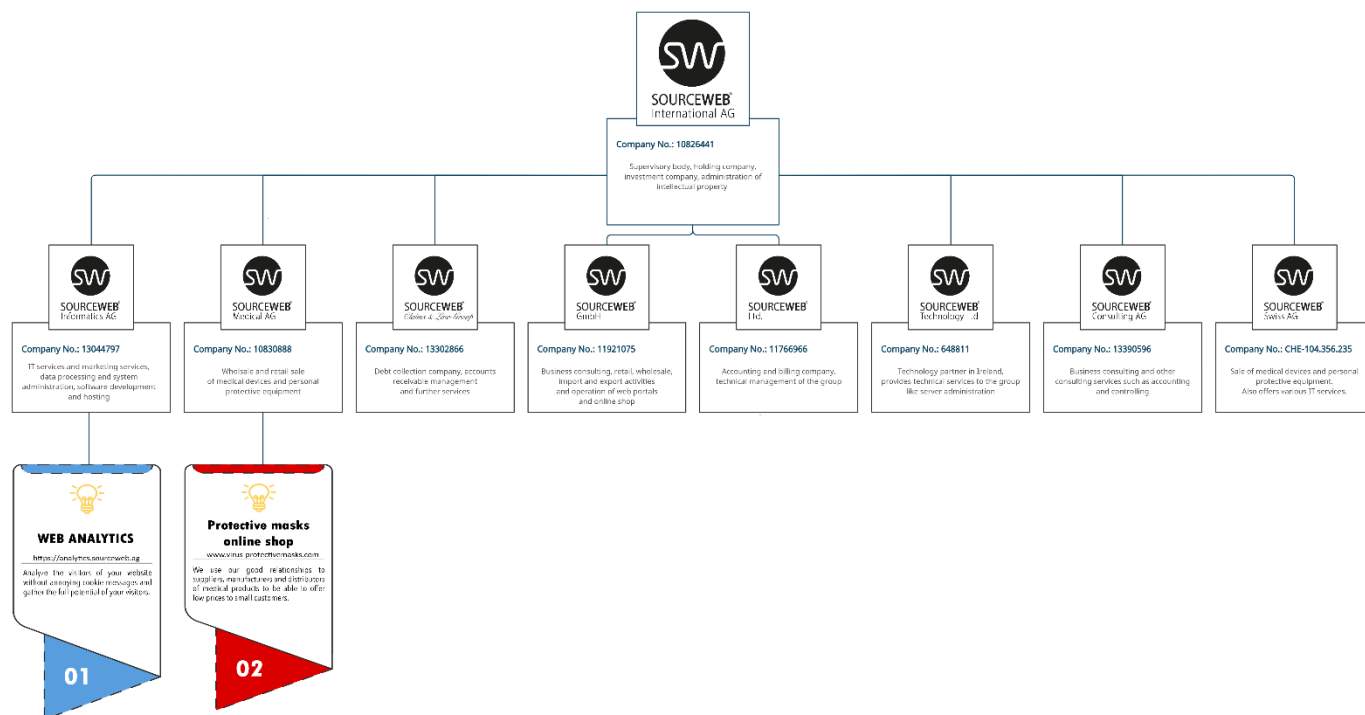 SW
SOURCEWEB®
International AG
Company No.: 10826441
Supervisory body, holding company,
investment company, administration of
intellectual property
SW
SOURCEWEB®
Informatics AG
Company No.: 13044797
IT services and marketing services,
data processing and system
administration, software development
and hosting
SW
SOURCEWEB®
Medical AG
Company No.: 10830888
Wholesale and retail sale
of medical devices and personal
protective equipment
SW
SOURCEWEB®
Claims & Law Group
Company No.: 13302866
Debt collection company, accounts
receivable management
and further services
SW
SOURCEWEB®
GmbH
Company No.: 11921075
Business consulting, retail, wholesale,
import and export activities
and operation of web portals
and online shop
SW
SOURCEWEB®
Ltd.
Company No.: 11766966
Accounting and billing company,
technical management of the group
SW
SOURCEWEB®
Technology Ltd
Company No.: 648811
Technology partner in Ireland,
provides technical services to the group
like server administration
SW
SOURCEWEB®
Consulting AG
Company No.: 13390596
Business consulting and other
consulting services such as accounting
and controlling
SW
SOURCEWEB®
Swiss AG
Company No.: CHE-104.356.235
Sale of medical devices and personal
protective equipment.
Also offers various IT services.
WEB ANALYTICS
https://analytics.sourceweb.ag
Analyze the visitors of your website
without annoying cookie messages and
gather the full potential of your visitors.
01
Protective masks
online shop
www.virus-protectivemasks.com
We use our good relationships to
suppliers, manufacturers and distributors
of medical products to be able to offer
low prices to small customers.
02